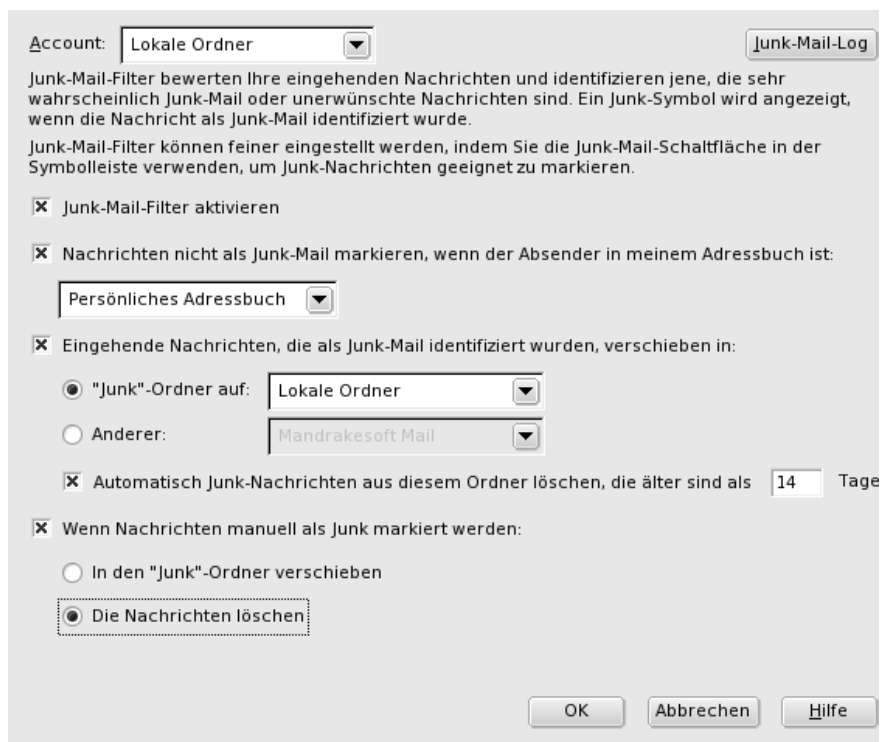 Account: Lokale Ordner Junk-Mail-Log
Junk-Mail-Filter bewerten Ihre eingehenden Nachrichten und identifizieren jene, die sehr
wahrscheinlich Junk-Mail oder unerwünschte Nachrichten sind. Ein Junk-Symbol wird angezeigt,
wenn die Nachricht als Junk-Mail identifiziert wurde.
Junk-Mail-Filter können feiner eingestellt werden, indem Sie die Junk-Mail-Schaltfläche in der
Symbolleiste verwenden, um Junk-Nachrichten geeignet zu markieren.
Junk-Mail-Filter aktivieren
Nachrichten nicht als Junk-Mail markieren, wenn der Absender in meinem Adressbuch ist:
Persönliches Adressbuch
Eingehende Nachrichten, die als Junk-Mail identifiziert wurden, verschieben in:
"Junk"-Ordner auf: Lokale Ordner
Anderer: Mandrakesoft Mail
Automatisch Junk-Nachrichten aus diesem Ordner löschen, die älter sind als 14 Tage
Wenn Nachrichten manuell als Junk markiert werden:
In den "Junk"-Ordner verschieben
Die Nachrichten löschen
OK Abbrechen Hilfe